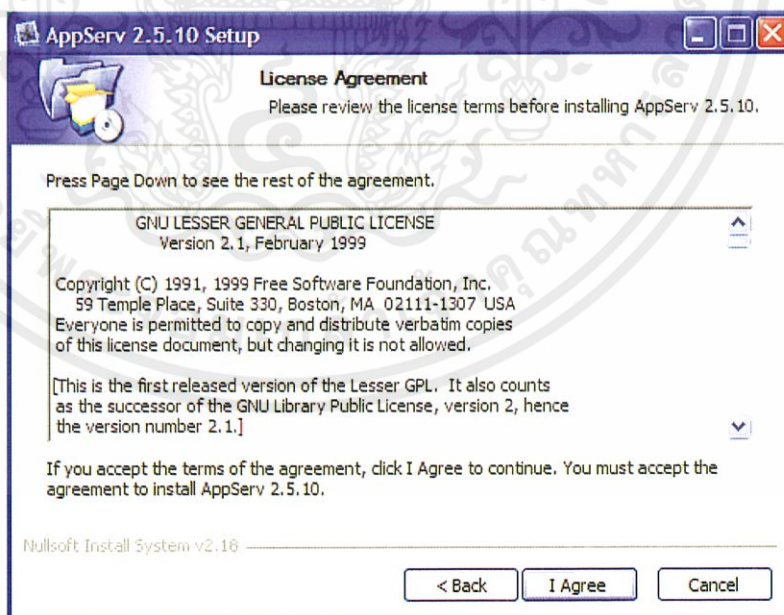 AppServ 2.5.10 Setup
License Agreement
Please review the license terms before installing AppServ 2.5.10.
Press Page Down to see the rest of the agreement.
GNU LESSER GENERAL PUBLIC LICENSE
Version 2.1, February 1999
Copyright (C) 1991, 1999 Free Software Foundation, Inc.
59 Temple Place, Suite 330, Boston, MA 02111-1307 USA
Everyone is permitted to copy and distribute verbatim copies
of this license document, but changing it is not allowed.
[This is the first released version of the Lesser GPL. It also counts
as the successor of the GNU Library Public License, version 2, hence
the version number 2.1.]
If you accept the terms of the agreement, click I Agree to continue. You must accept the
agreement to install AppServ 2.5.10.
Nullsoft Install System v2.18
< Back
I Agree
Cancel